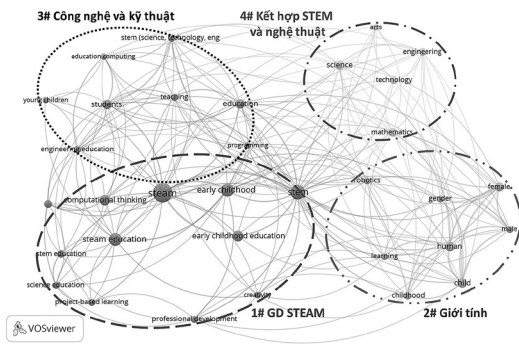 3# Công nghệ và kỹ thuật
4# Kết hợp STEM
và nghệ thuật
arts
stem (science, technology, eng
engineering
education computing
science
technology
young children
students
teaching
education
mathematics
engineering education
programming
robotics
steam
early childhood
stem
female
computational thinking
gender
male
steam education
early childhood education
human
stem education
learning
science education
child
project-based learning
creativity
childhood
professional development
1# GD STEAM
2# Giới tính
VOSviewer